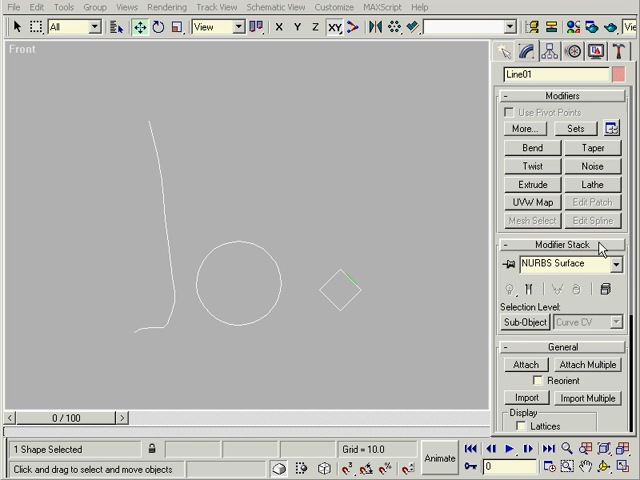 File Edit Tools Group Views Rendering Track View Schematic View Customize MAXScript Help
All View X Y Z XY
Front
Line01
- Modifiers
Use Pivot Points
More... Sets
Bend Taper
Twist Noise
Extrude Lathe
UVW Map Edit Patch
Mesh Select Edit Spline
- Modifier Stack
NURBS Surface
Selection Level:
Sub-Object Curve CV
- General
Attach Attach Multiple
Reorient
Import Import Multiple
Display
Lattices
< 0 / 100 >
1 Shape Selected Grid = 10.0 Animate
Click and drag to select and move objects 0